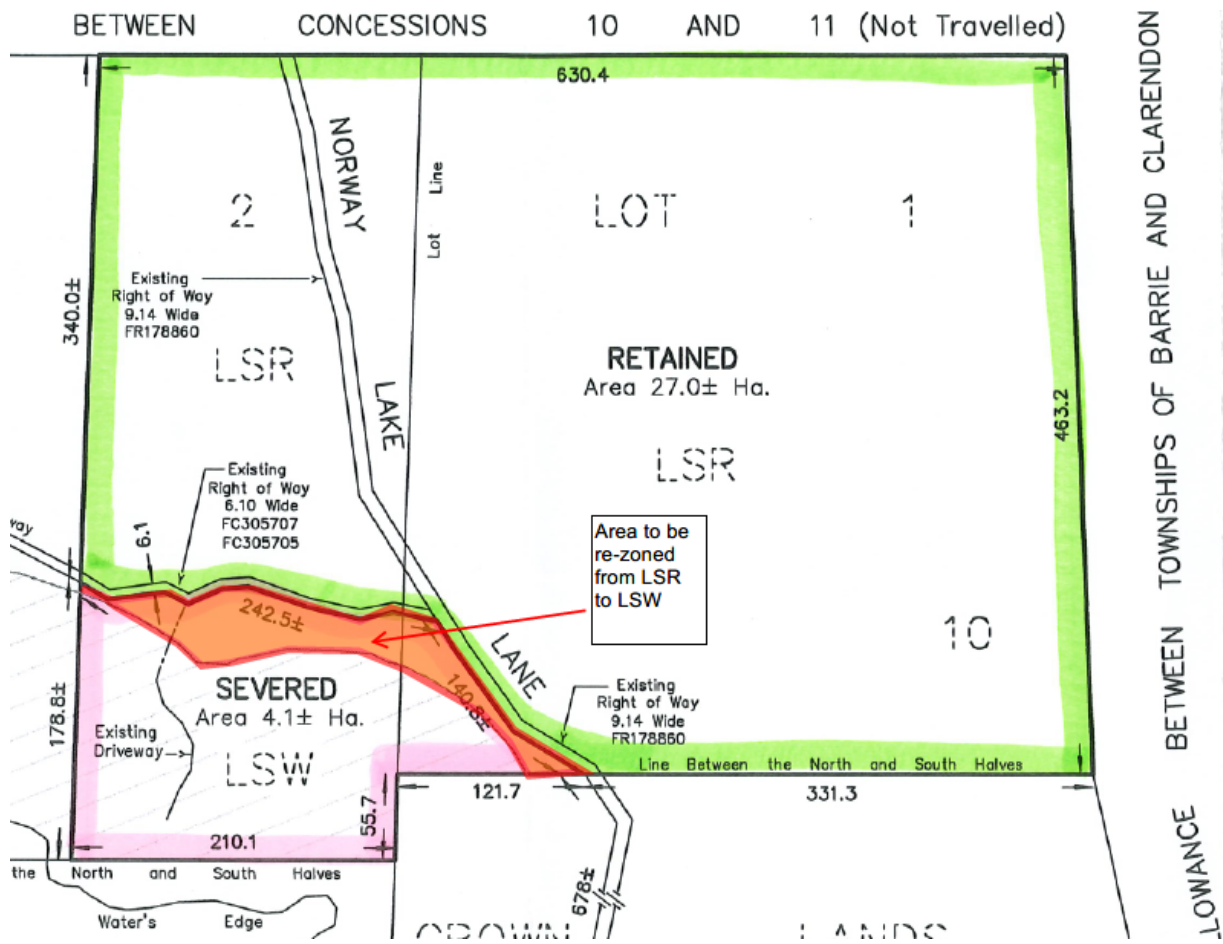 BETWEEN CONCESSIONS 10 AND 11 (Not Travelled)
630.4
NORWAY
LAKE
LANE
Lot Line
2
LOT 1
Existing
Right of Way
9.14 Wide
FR178860
340.0±
LSR
RETAINED
Area 27.0± Ha.
LSR
463.2
BETWEEN TOWNSHIPS OF BARRIE AND CLARENDON
Existing
Right of Way
6.10 Wide
FC305707
FC305705
way
6.1
Area to be
re-zoned
from LSR
to LSW
242.5±
10
140.8±
SEVERED
Area 4.1± Ha.
LSW
178.8±
Existing
Driveway
Existing
Right of Way
9.14 Wide
FR178860
Line Between the North and South Halves
121.7
331.3
55.7
210.1
the North and South Halves
Water's Edge
678±
CROWN LANDS
LOWANCE